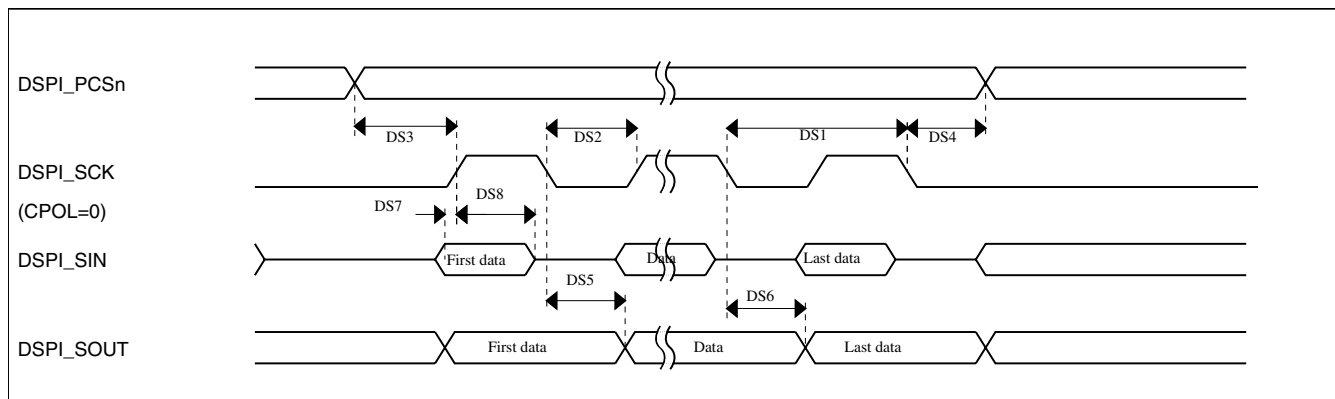 DSPI_PCSn
DS3
DS2
DS1
DS4
DSPI_SCK
(CPOL=0)
DS7
DS8
DSPI_SIN
First data
Data
Last data
DS5
DS6
DSPI_SOUT
First data
Data
Last data